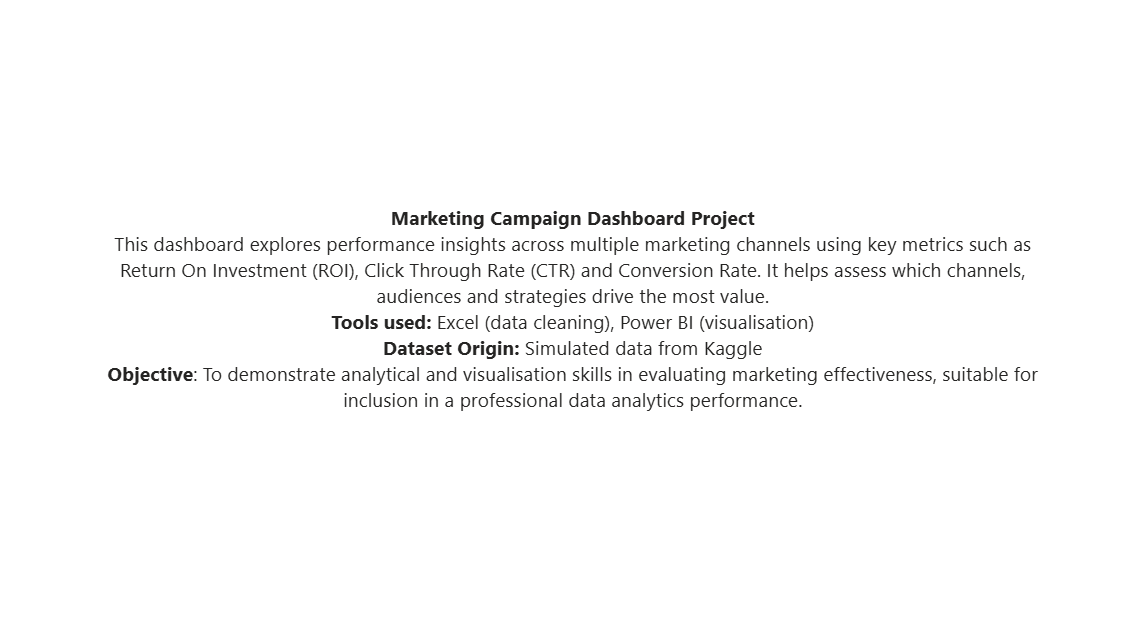 Marketing Campaign Dashboard Project
This dashboard explores performance insights across multiple marketing channels using key metrics such as
Return On Investment (ROI), Click Through Rate (CTR) and Conversion Rate. It helps assess which channels,
audiences and strategies drive the most value.
Tools used: Excel (data cleaning), Power BI (visualisation)
Dataset Origin: Simulated data from Kaggle
Objective: To demonstrate analytical and visualisation skills in evaluating marketing effectiveness, suitable for
inclusion in a professional data analytics performance.